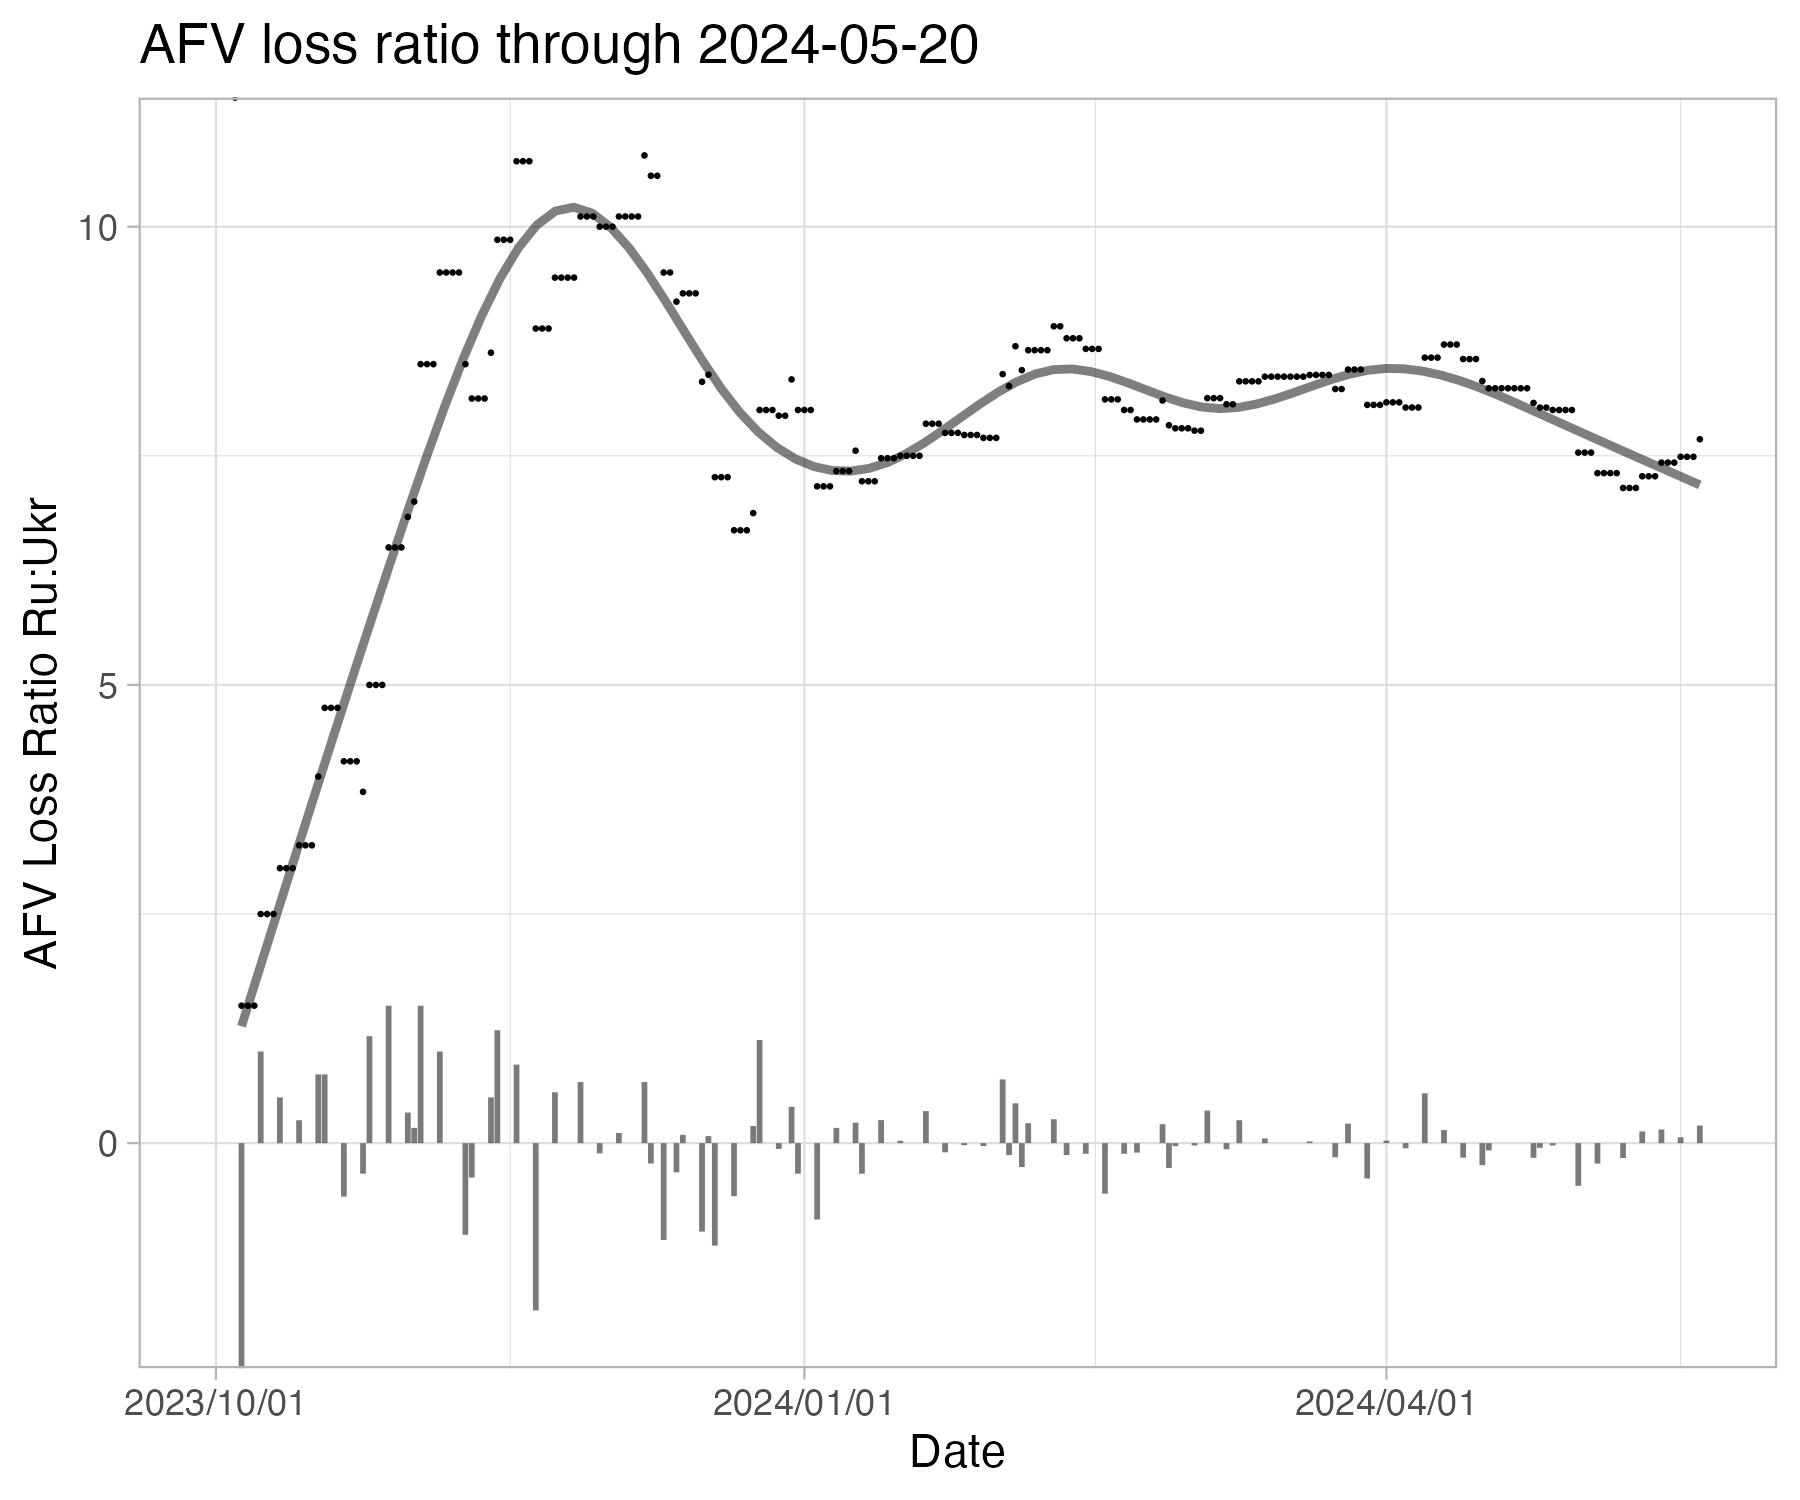 AFV loss ratio through 2024-05-20
AFV Loss Ratio Ru:Ukr
10
5
0
2023/10/01
2024/01/01
2024/04/01
Date